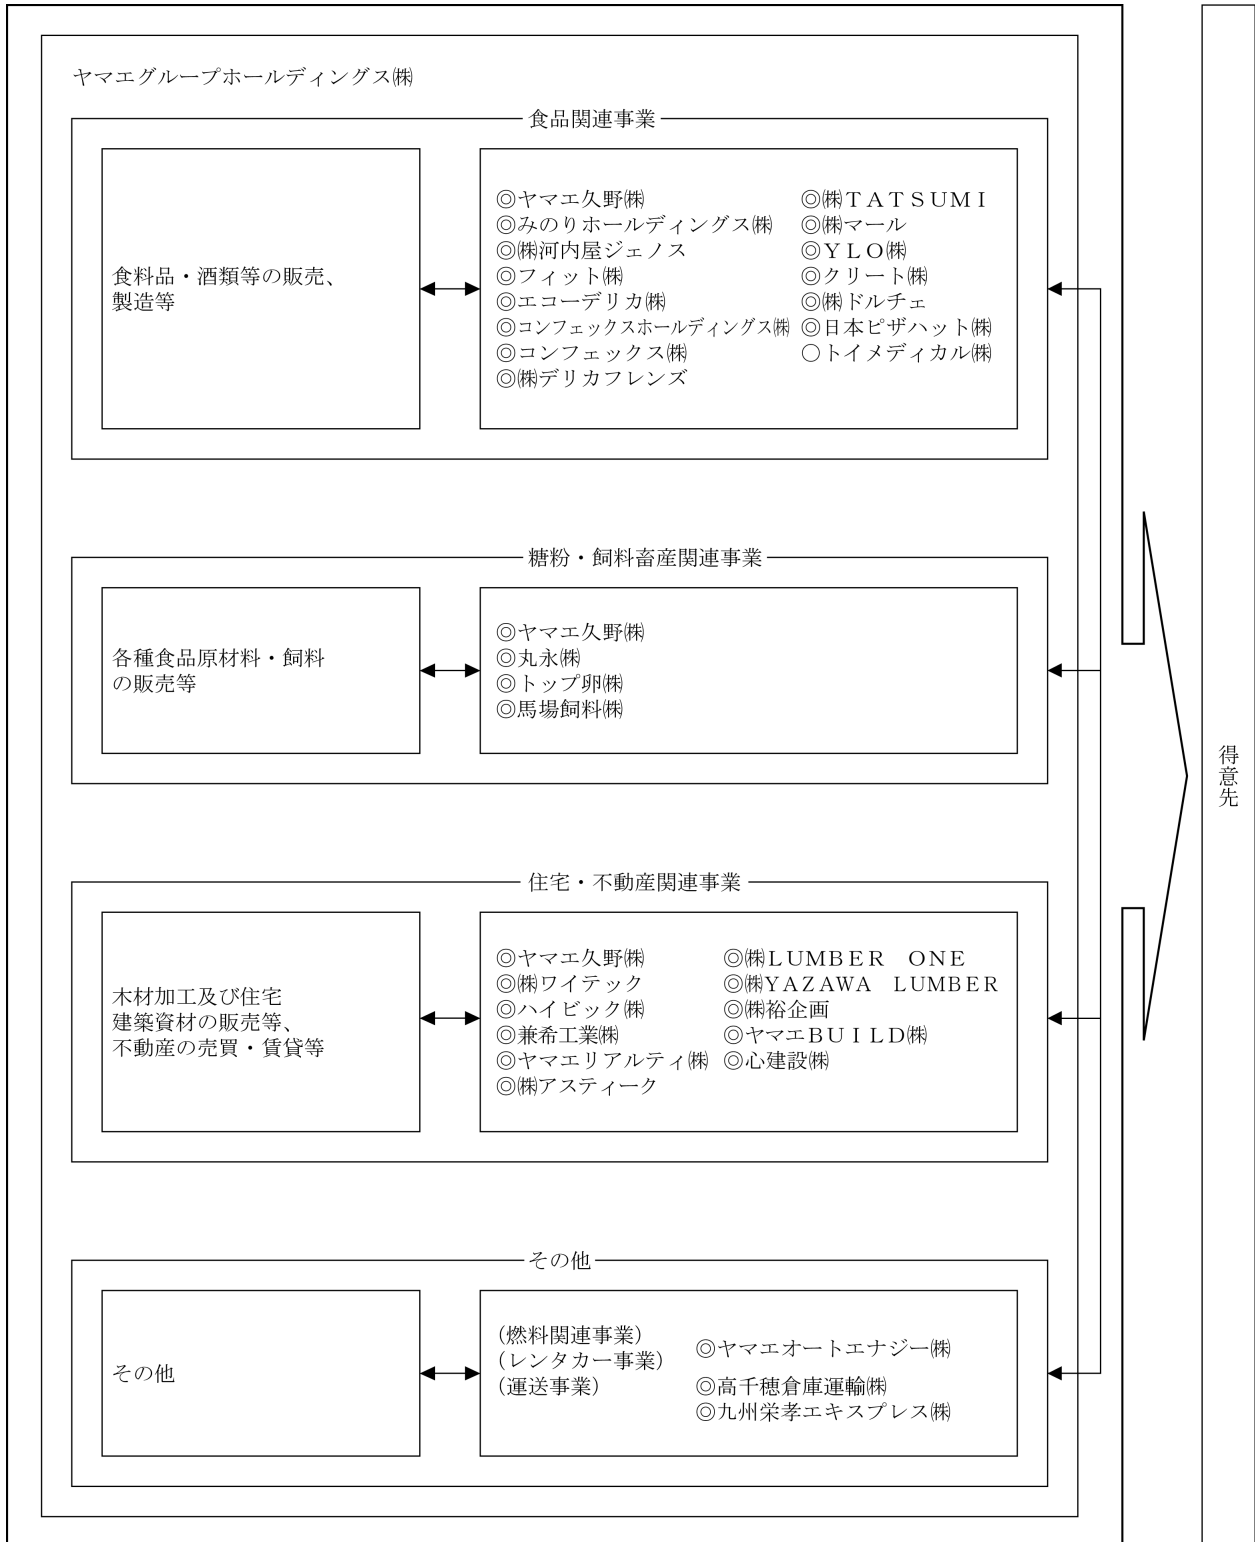 ヤマエグループホールディングス㈱
食品関連事業
食料品・酒類等の販売、
製造等
◎ヤマエ久野㈱
◎みのりホールディングス㈱
◎㈱河内屋ジェノス
◎フィット㈱
◎エコーデリカ㈱
◎コンフェックスホールディングス㈱
◎コンフェックス㈱
◎㈱デリカフレンズ
◎㈱ＴＡＴＳＵＭＩ
◎㈱マール
◎ＹＬＯ㈱
◎クリート㈱
◎㈱ドルチェ
◎日本ピザハット㈱
○トイメディカル㈱
糖粉・飼料畜産関連事業
各種食品原材料・飼料
の販売等
◎ヤマエ久野㈱
◎丸永㈱
◎トップ卵㈱
◎馬場飼料㈱
住宅・不動産関連事業
木材加工及び住宅
建築資材の販売等、
不動産の売買・賃貸等
◎ヤマエ久野㈱
◎㈱ワイテック
◎ハイビック㈱
◎兼希工業㈱
◎ヤマエリアルティ㈱
◎㈱アスティーク
◎㈱ＬＵＭＢＥＲ　ＯＮＥ
◎㈱ＹＡＺＡＷＡ　ＬＵＭＢＥＲ
◎㈱裕企画
◎ヤマエＢＵＩＬＤ㈱
◎心建設㈱
その他
その他
(燃料関連事業)
(レンタカー事業)
(運送事業)
◎ヤマエオートエナジー㈱
◎高千穂倉庫運輸㈱
◎九州栄孝エキスプレス㈱
得意先